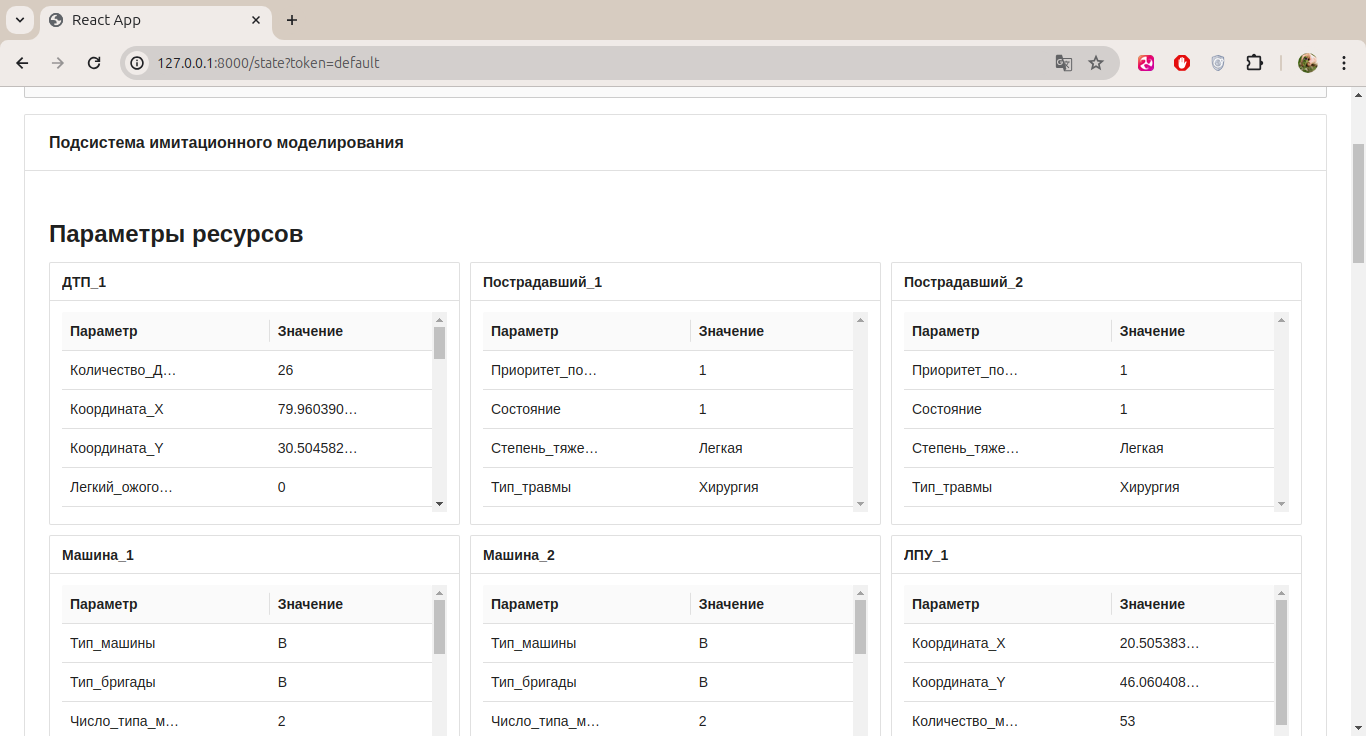 React App
127.0.0.1:8000/state?token=default
Подсистема имитационного моделирования
Параметры ресурсов
ДТП_1
Параметр Значение
Количество_Д… 26
Координата_X 79.960390…
Координата_Y 30.504582…
Легкий_ожого… 0
Пострадавший_1
Параметр Значение
Приоритет_по… 1
Состояние 1
Степень_тяже… Легкая
Тип_травмы Хирургия
Пострадавший_2
Параметр Значение
Приоритет_по… 1
Состояние 1
Степень_тяже… Легкая
Тип_травмы Хирургия
Машина_1
Параметр Значение
Тип_машины B
Тип_бригады B
Число_типа_м… 2
Машина_2
Параметр Значение
Тип_машины B
Тип_бригады B
Число_типа_м… 2
ЛПУ_1
Параметр Значение
Координата_X 20.505383…
Координата_Y 46.060408…
Количество_м… 53